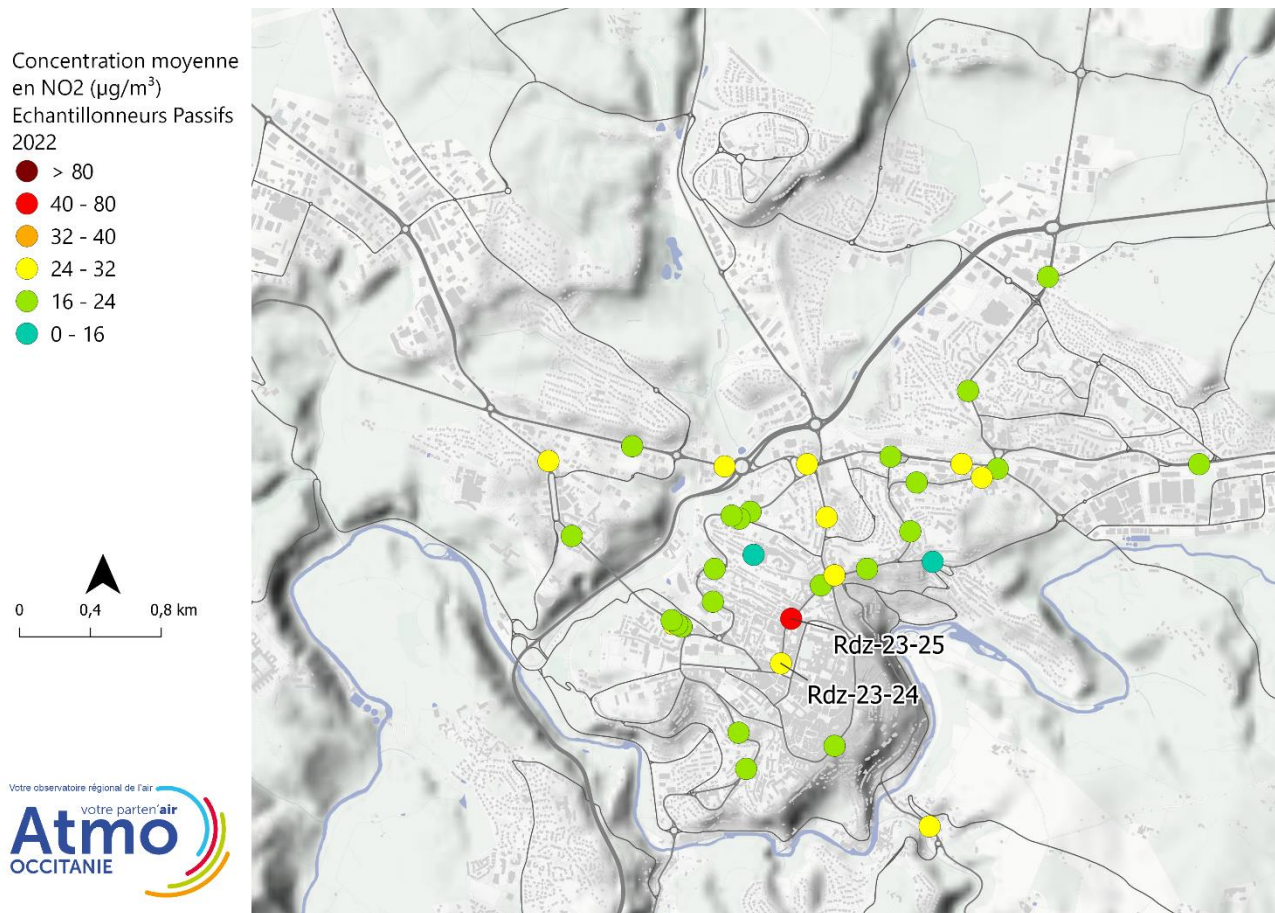 Concentration moyenne
en NO2 (µg/m³)
Echantillonneurs Passifs
2022
> 80
40 - 80
32 - 40
24 - 32
16 - 24
0 - 16
0 0,4 0,8 km
Rdz-23-25
Rdz-23-24
Votre observatoire régional de l'air
votre parten'air
Atmo
OCCITANIE